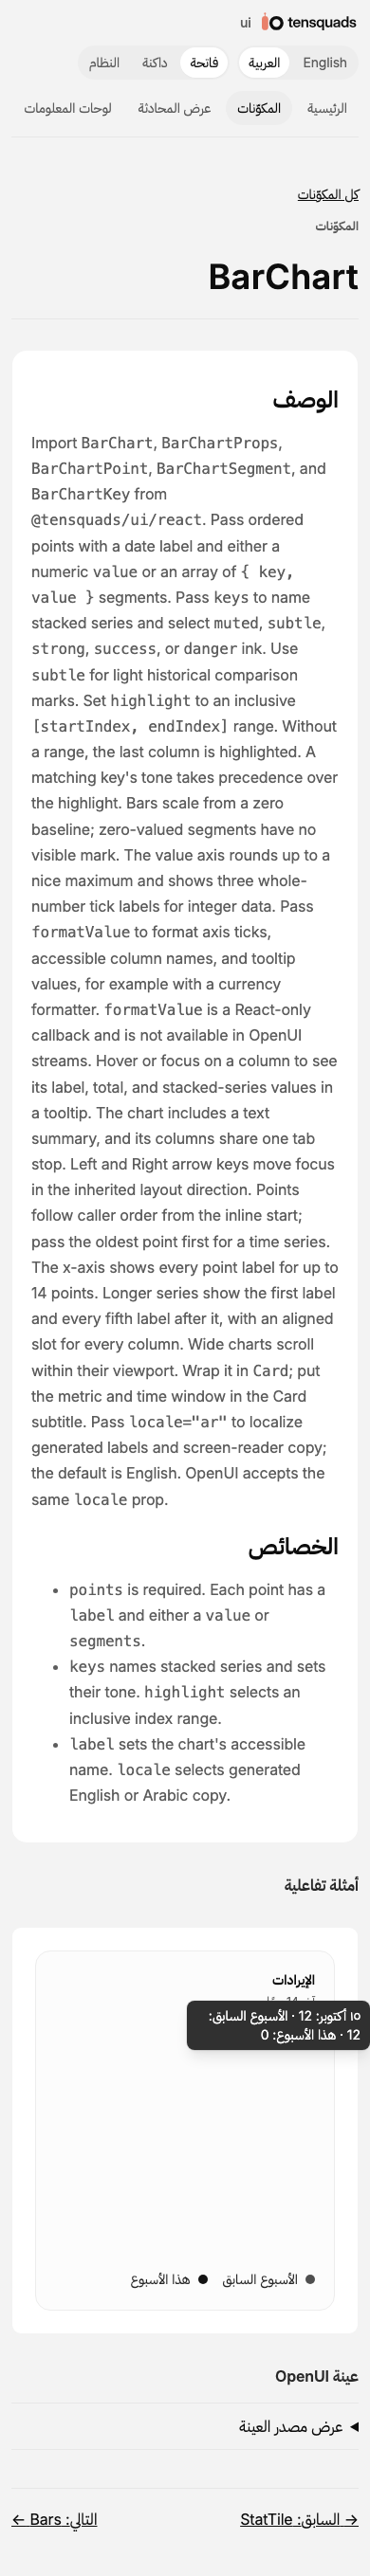 tensquads ui
English العربية فاتحة داكنة النظام
الرئيسية المكوّنات عرض المحادثة لوحات المعلومات
كل المكوّنات
المكوّنات
BarChart
الوصف
Import BarChart, BarChartProps,
BarChartPoint, BarChartSegment, and
BarChartKey from
@tensquads/ui/react. Pass ordered
points with a date label and either a
numeric value or an array of { key,
value } segments. Pass keys to name
stacked series and select muted, subtle,
strong, success, or danger ink. Use
subtle for light historical comparison
marks. Set highlight to an inclusive
[startIndex, endIndex] range. Without
a range, the last column is highlighted. A
matching key's tone takes precedence over
the highlight. Bars scale from a zero
baseline; zero-valued segments have no
visible mark. The value axis rounds up to a
nice maximum and shows three whole-
number tick labels for integer data. Pass
formatValue to format axis ticks,
accessible column names, and tooltip
values, for example with a currency
formatter. formatValue is a React-only
callback and is not available in OpenUI
streams. Hover or focus on a column to see
its label, total, and stacked-series values in
a tooltip. The chart includes a text
summary, and its columns share one tab
stop. Left and Right arrow keys move focus
in the inherited layout direction. Points
follow caller order from the inline start;
pass the oldest point first for a time series.
The x-axis shows every point label for up to
14 points. Longer series show the first label
and every fifth label after it, with an aligned
slot for every column. Wide charts scroll
within their viewport. Wrap it in Card; put
the metric and time window in the Card
subtitle. Pass locale="ar" to localize
generated labels and screen-reader copy;
the default is English. OpenUI accepts the
same locale prop.
الخصائص
• points is required. Each point has a
label and either a value or
segments.
• keys names stacked series and sets
their tone. highlight selects an
inclusive index range.
• label sets the chart's accessible
name. locale selects generated
English or Arabic copy.
أمثلة تفاعلية
الإيرادات
١٥ أكتوبر: 12 · الأسبوع السابق:
12 · هذا الأسبوع: 0
الأسبوع السابق هذا الأسبوع
عينة OpenUI
عرض مصدر العينة
→ السابق: StatTile التالي: Bars ←